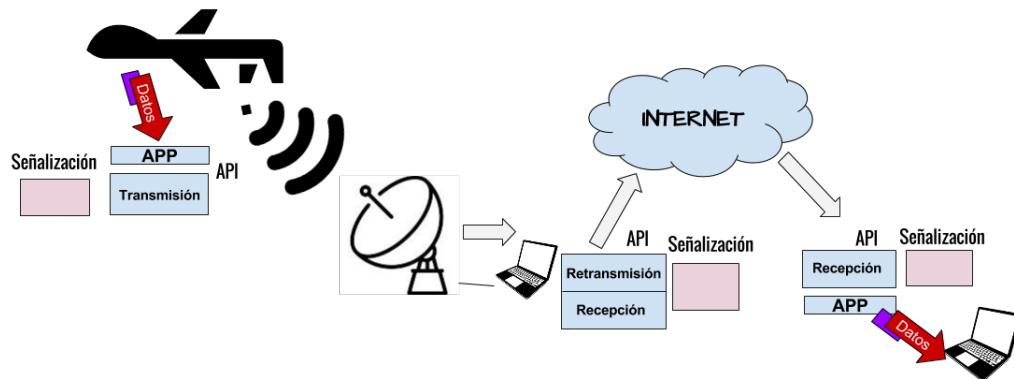 Datos
Señalización
APP
API
Transmisión
INTERNET
API
Señalización
Retransmisión
Recepción
API
Señalización
Recepción
APP
Datos